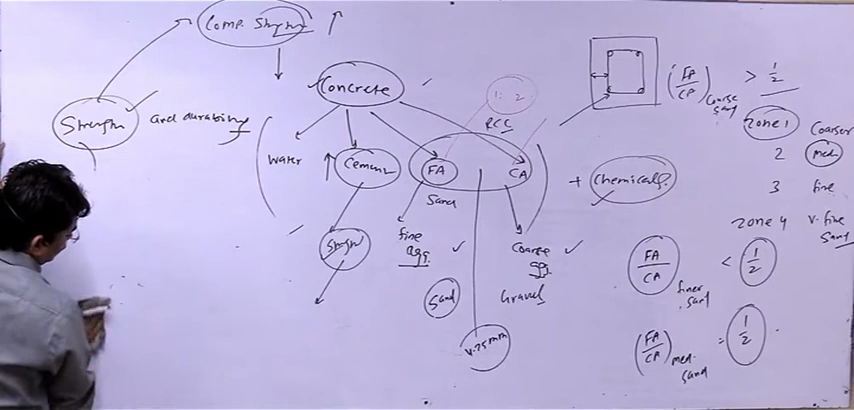 Comp. Strength ↑
Concrete
Strength
and durability
1:2
RCC
(FA/CA) coarse sand > 1/2
Zone 1 Coarser
2 med
3 fine
Zone 4 v. fine sand
Water
Cement
FA
CA
+ Chemicals
Sand
fine agg.
Coarse agg.
Sand
Gravel
4.75mm
FA/CA finer sand < 1/2
(FA/CA) med. sand = 1/2